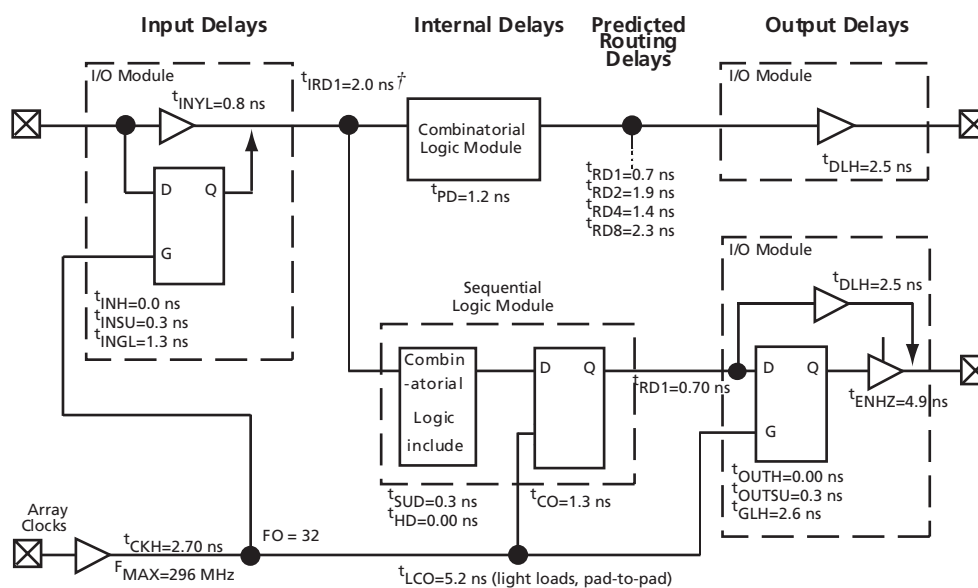 Input Delays
Internal Delays
Predicted
Routing
Delays
Output Delays
I/O Module
tINYL=0.8 ns
tIRD1=2.0 ns†
D Q
G
tINH=0.0 ns
tINSU=0.3 ns
tINGL=1.3 ns
Combinatorial
Logic Module
tPD=1.2 ns
tRD1=0.7 ns
tRD2=1.9 ns
tRD4=1.4 ns
tRD8=2.3 ns
I/O Module
tDLH=2.5 ns
Sequential
Logic Module
Combin
-atorial
Logic
include
D Q
tSUD=0.3 ns
tHD=0.00 ns
tCO=1.3 ns
tRD1=0.70 ns
I/O Module
tDLH=2.5 ns
D Q
G
tENHZ=4.9 ns
tOUTH=0.00 ns
tOUTSU=0.3 ns
tGLH=2.6 ns
Array
Clocks
tCKH=2.70 ns
FMAX=296 MHz
FO = 32
tLCO=5.2 ns (light loads, pad-to-pad)